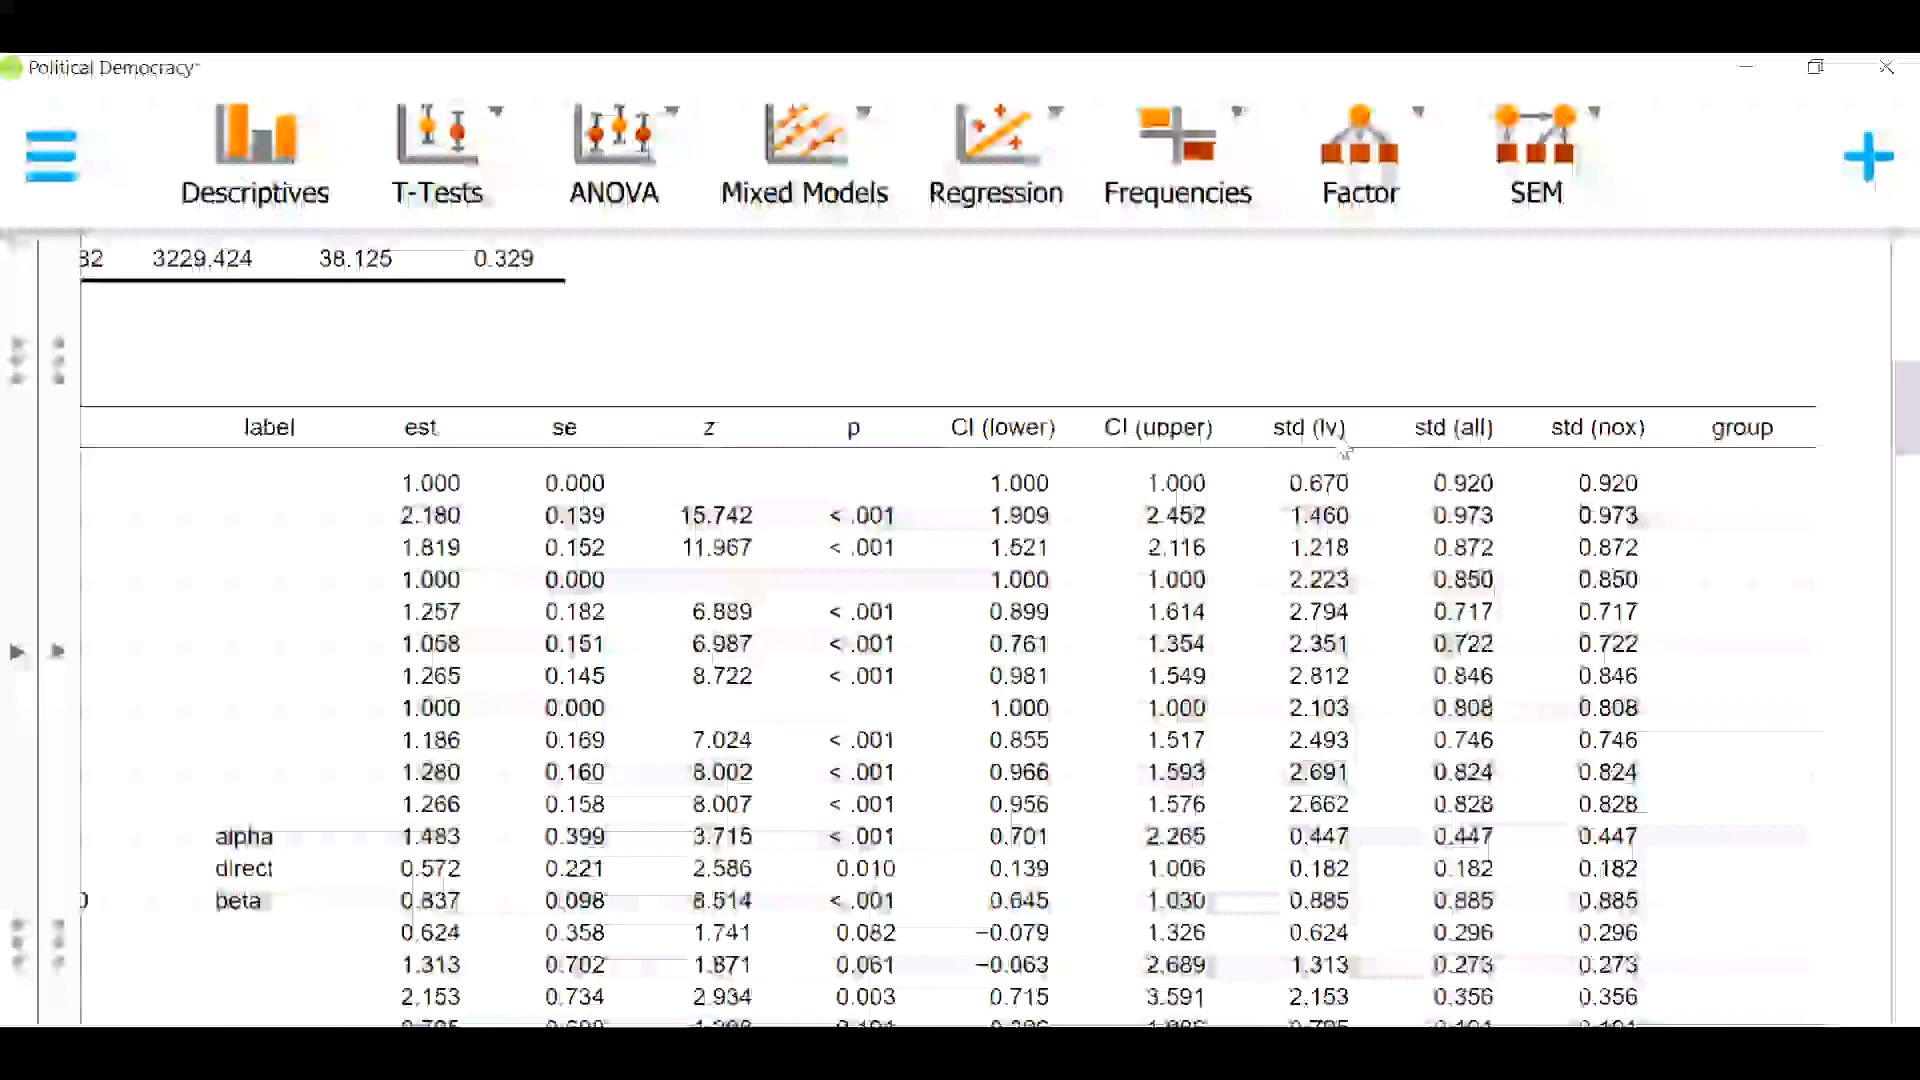 Political Democracy*
Descriptives T-Tests ANOVA Mixed Models Regression Frequencies Factor SEM
32 3229.424 38.125 0.329
label est se z p CI (lower) CI (upper) std (lv) std (all) std (nox) group
1.000 0.000 1.000 1.000 0.670 0.920 0.920
2.180 0.139 15.742 < .001 1.909 2.452 1.460 0.973 0.973
1.819 0.152 11.967 < .001 1.521 2.116 1.218 0.872 0.872
1.000 0.000 1.000 1.000 2.223 0.850 0.850
1.257 0.182 6.889 < .001 0.899 1.614 2.794 0.717 0.717
1.058 0.151 6.987 < .001 0.761 1.354 2.351 0.722 0.722
1.265 0.145 8.722 < .001 0.981 1.549 2.812 0.846 0.846
1.000 0.000 1.000 1.000 2.103 0.808 0.808
1.186 0.169 7.024 < .001 0.855 1.517 2.493 0.746 0.746
1.280 0.160 8.002 < .001 0.966 1.593 2.691 0.824 0.824
1.266 0.158 8.007 < .001 0.956 1.576 2.662 0.828 0.828
alpha 1.483 0.399 3.715 < .001 0.701 2.265 0.447 0.447 0.447
direct 0.572 0.221 2.586 0.010 0.139 1.006 0.182 0.182 0.182
beta 0.837 0.098 8.514 < .001 0.645 1.030 0.885 0.885 0.885
0.624 0.358 1.741 0.082 −0.079 1.326 0.624 0.296 0.296
1.313 0.702 1.871 0.061 −0.063 2.689 1.313 0.273 0.273
2.153 0.734 2.934 0.003 0.715 3.591 2.153 0.356 0.356